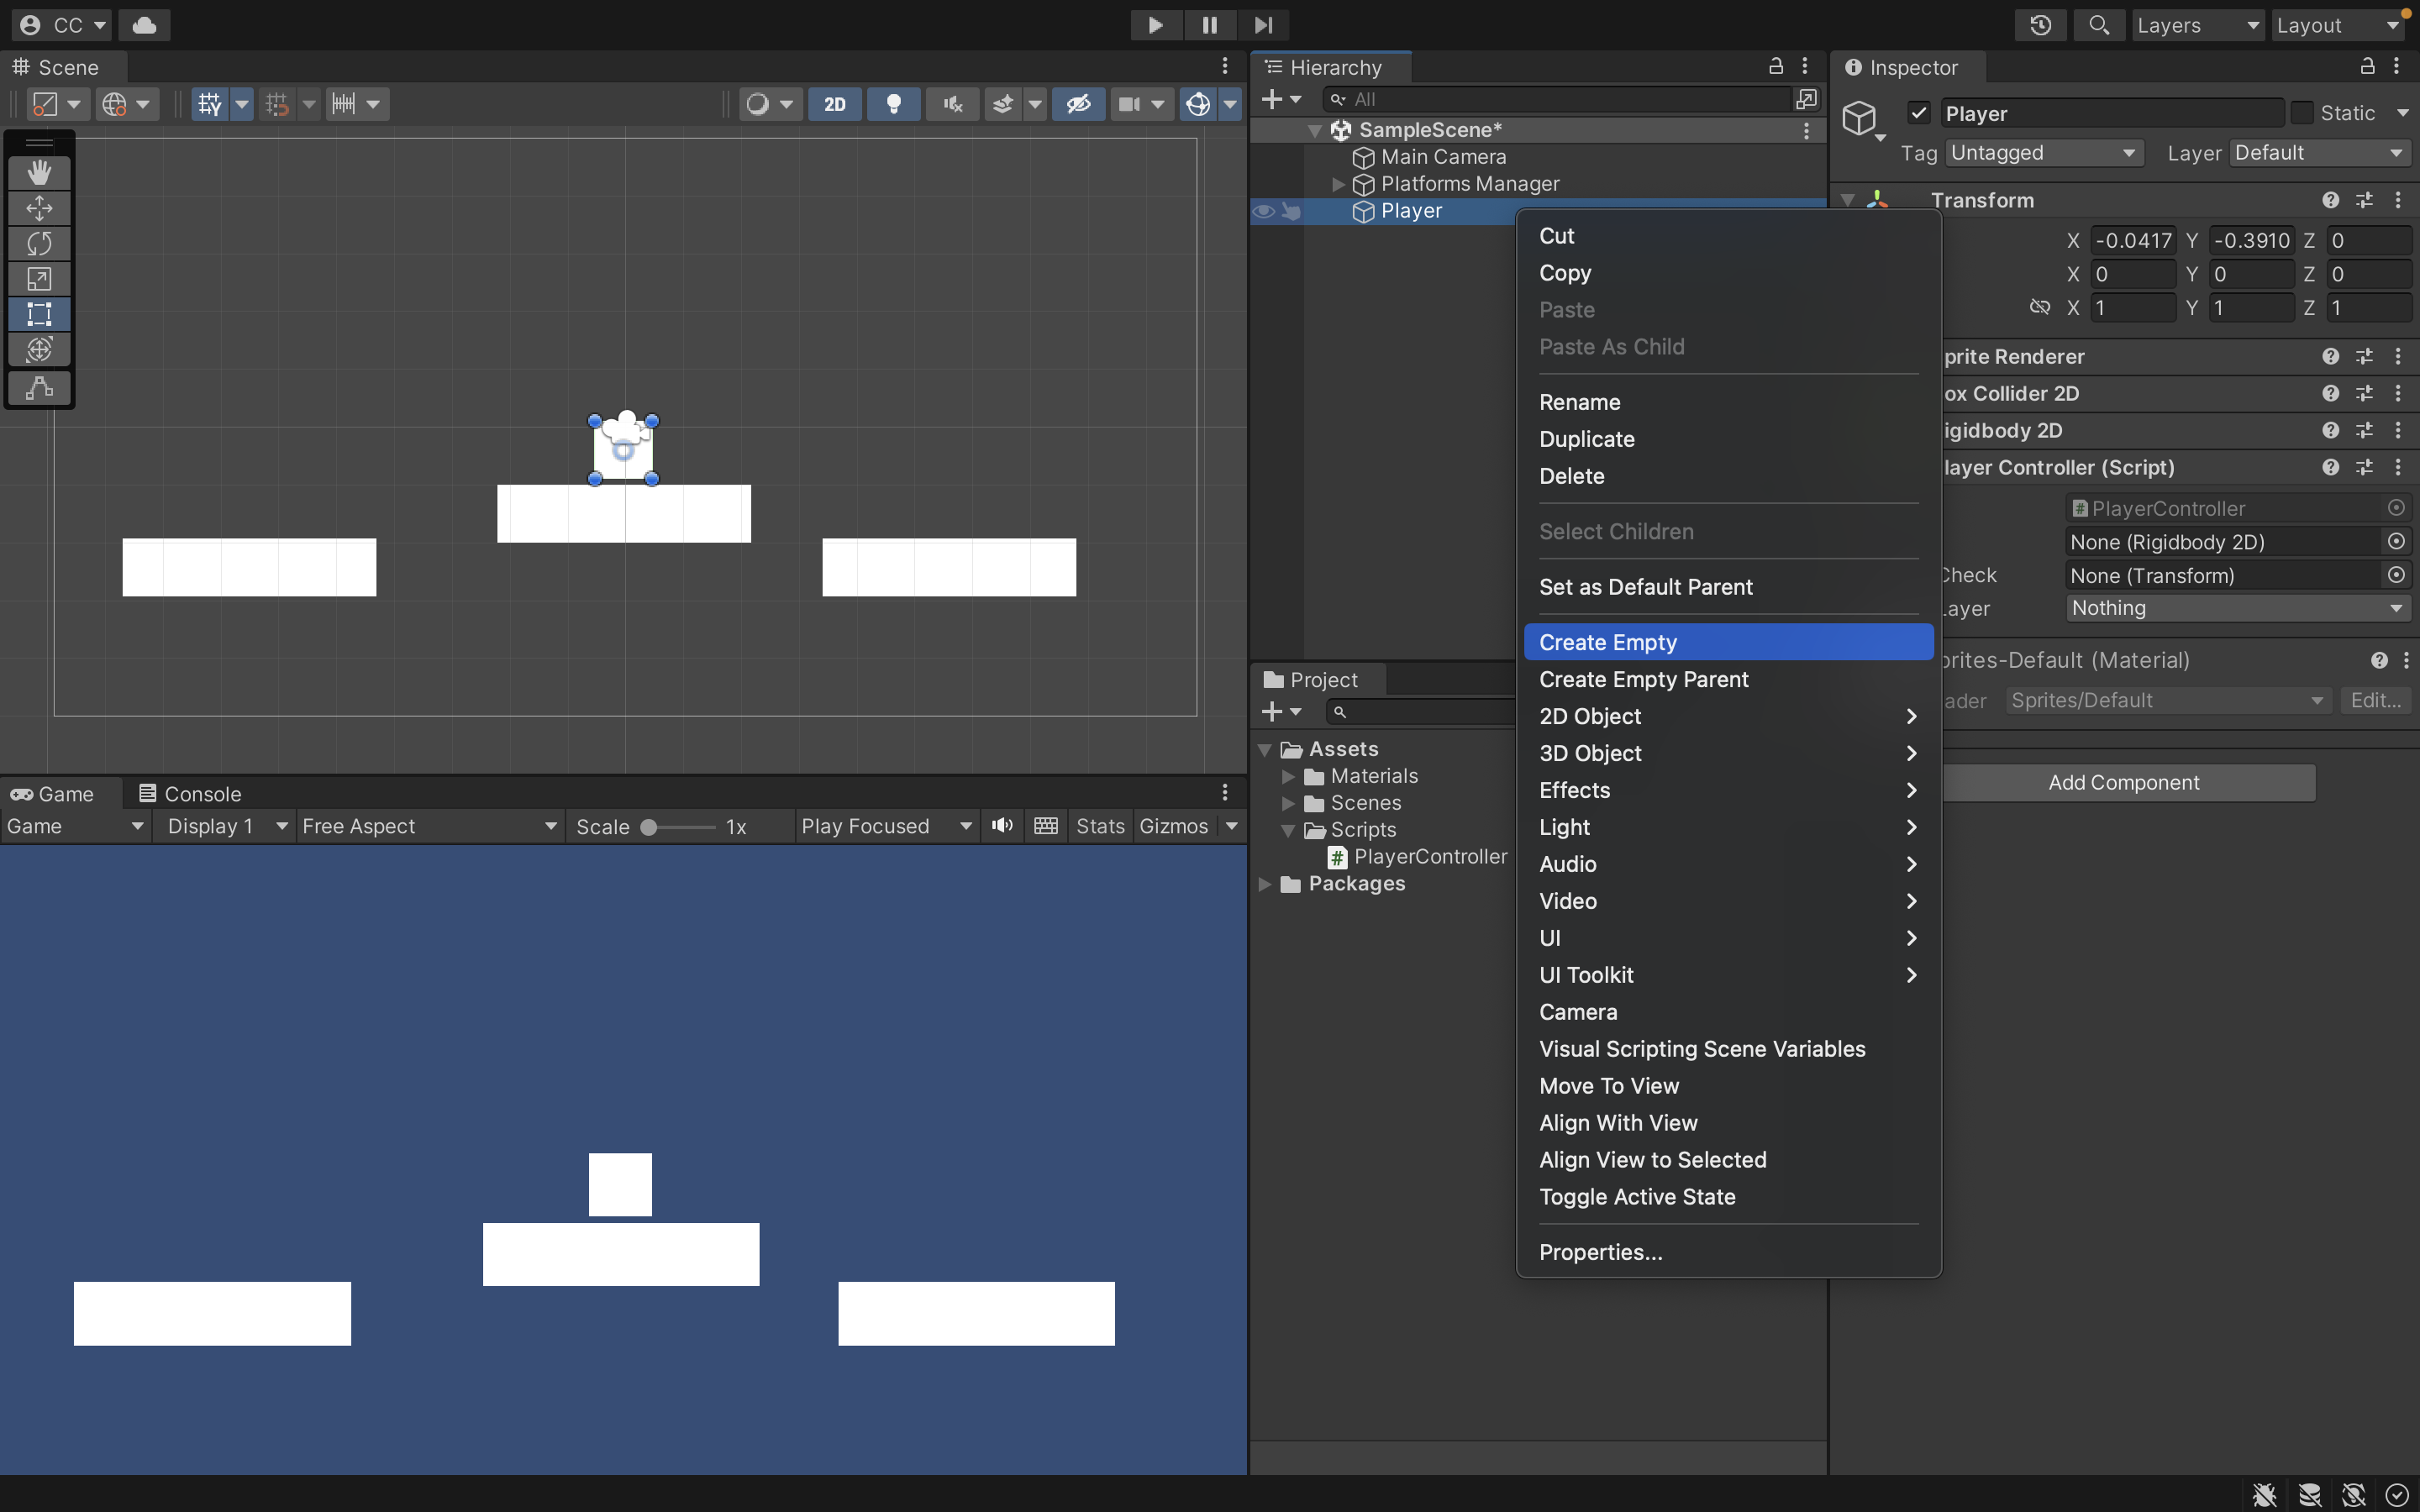 CC
Layers
Layout
Scene
2D
Hierarchy
All
SampleScene*
Main Camera
Platforms Manager
Player
Inspector
Player
Static
Tag Untagged
Layer Default
Transform
X -0.0417 Y -0.3910 Z 0
X 0 Y 0 Z 0
X 1 Y 1 Z 1
prite Renderer
ox Collider 2D
igidbody 2D
layer Controller (Script)
PlayerController
None (Rigidbody 2D)
Check None (Transform)
Layer Nothing
prites-Default (Material)
ader Sprites/Default Edit...
Add Component
Cut
Copy
Paste
Paste As Child
Rename
Duplicate
Delete
Select Children
Set as Default Parent
Create Empty
Create Empty Parent
2D Object
3D Object
Effects
Light
Audio
Video
UI
UI Toolkit
Camera
Visual Scripting Scene Variables
Move To View
Align With View
Align View to Selected
Toggle Active State
Properties...
Project
Assets
Materials
Scenes
Scripts
# PlayerController
Packages
Game Console
Game Display 1 Free Aspect Scale 1x Play Focused Stats Gizmos